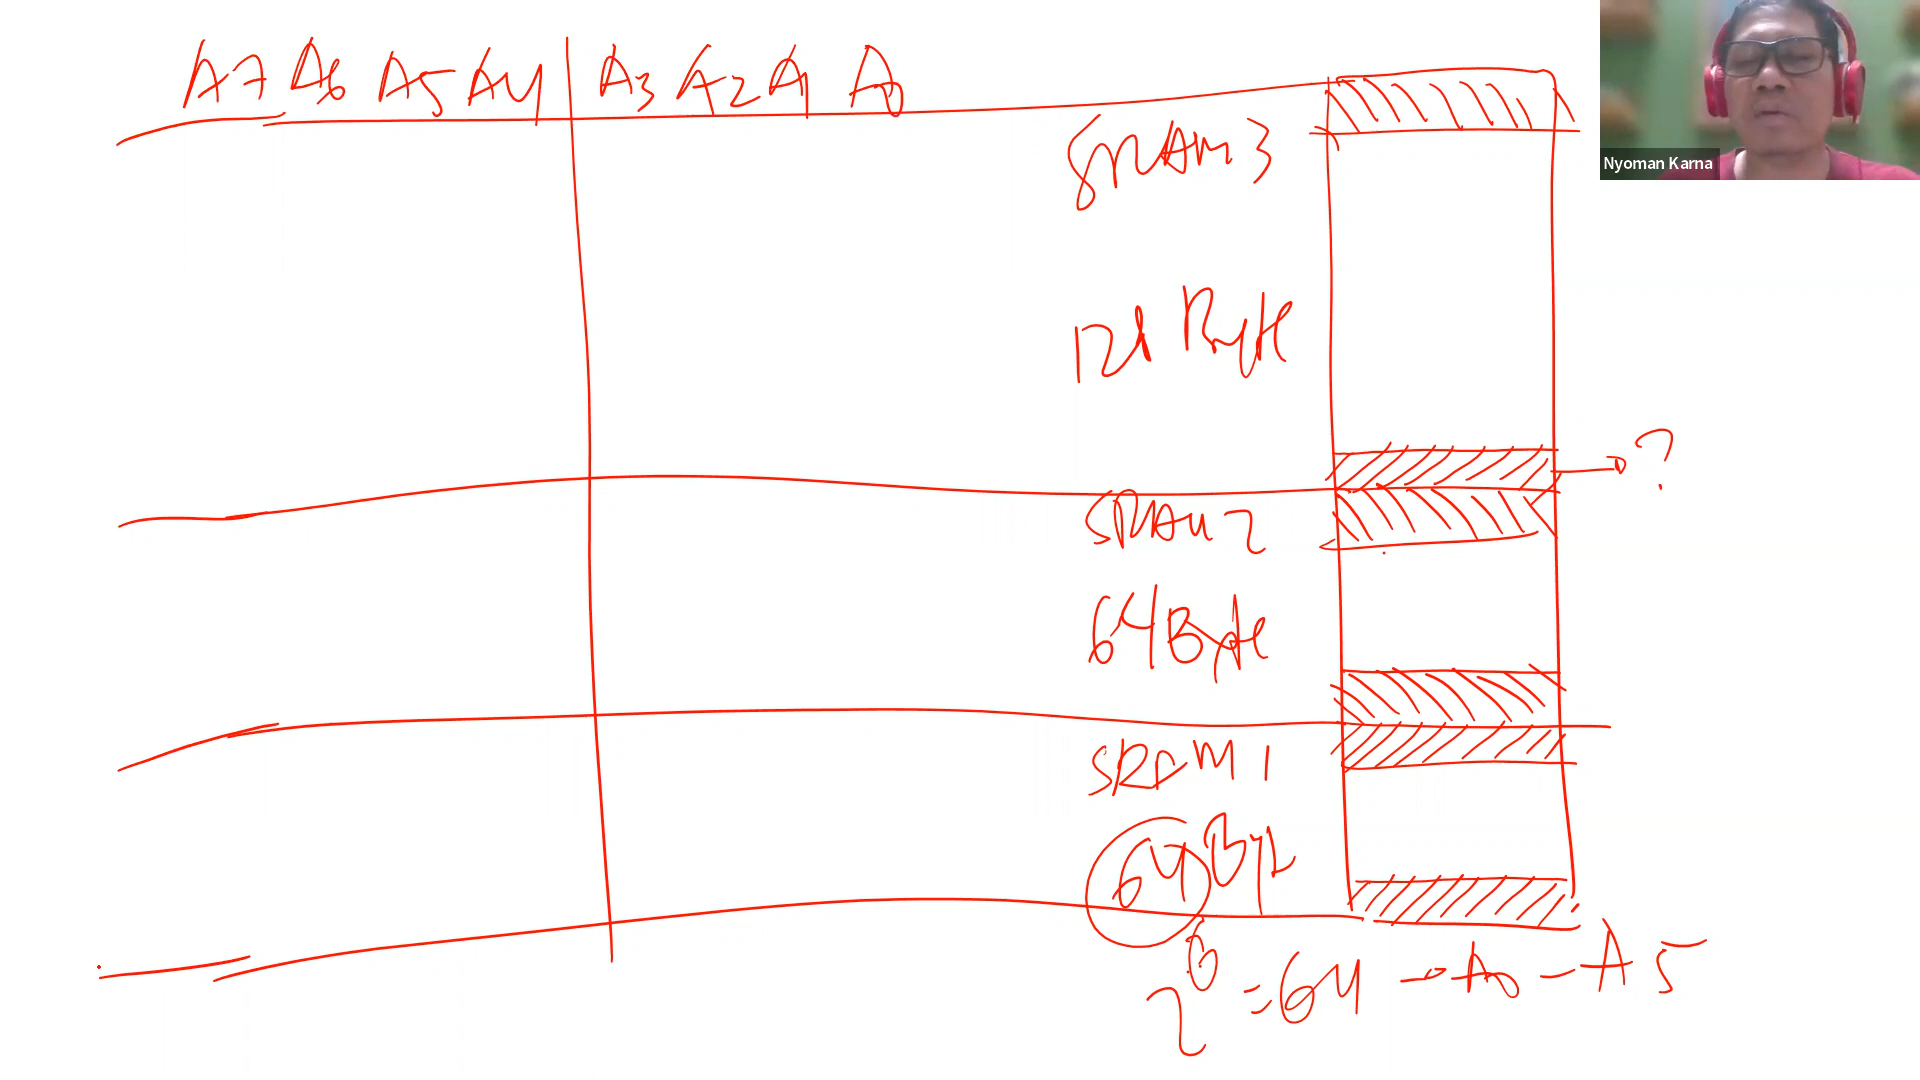 A7 A6 A5 A4 A3 A2 A1 A0
Nyoman Karna
SRAM 3
128 Byte
?
SRAM 2
64 Byte
SRAM 1
64 Byte
2^6 = 64 → A0 - A5